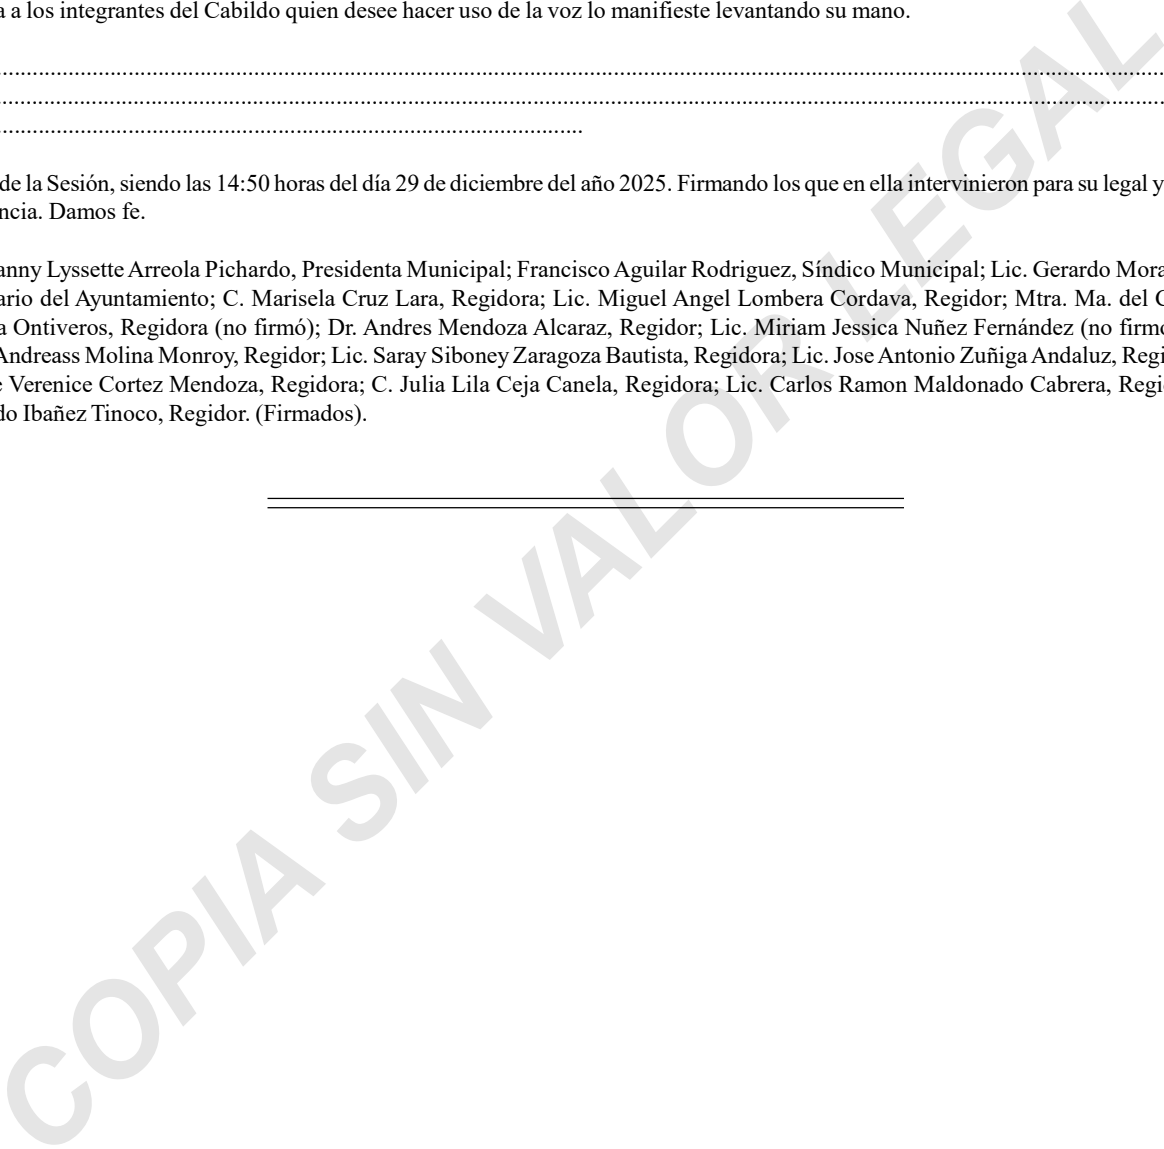 a a los integrantes del Cabildo quien desee hacer uso de la voz lo manifieste levantando su mano.
..........................................................................................................................................................................................................
..........................................................................................................................................................................................................
.....................................................................................................
de la Sesión, siendo las 14:50 horas del día 29 de diciembre del año 2025. Firmando los que en ella intervinieron para su legal y
ncia. Damos fe.
anny Lyssette Arreola Pichardo, Presidenta Municipal; Francisco Aguilar Rodriguez, Síndico Municipal; Lic. Gerardo Mora
ario del Ayuntamiento; C. Marisela Cruz Lara, Regidora; Lic. Miguel Angel Lombera Cordava, Regidor; Mtra. Ma. del C
a Ontiveros, Regidora (no firmó); Dr. Andres Mendoza Alcaraz, Regidor; Lic. Miriam Jessica Nuñez Fernández (no firmó
Andreass Molina Monroy, Regidor; Lic. Saray Siboney Zaragoza Bautista, Regidora; Lic. Jose Antonio Zuñiga Andaluz, Regi
e Verenice Cortez Mendoza, Regidora; C. Julia Lila Ceja Canela, Regidora; Lic. Carlos Ramon Maldonado Cabrera, Regi
do Ibañez Tinoco, Regidor. (Firmados).
COPIA SIN VALOR LEGAL